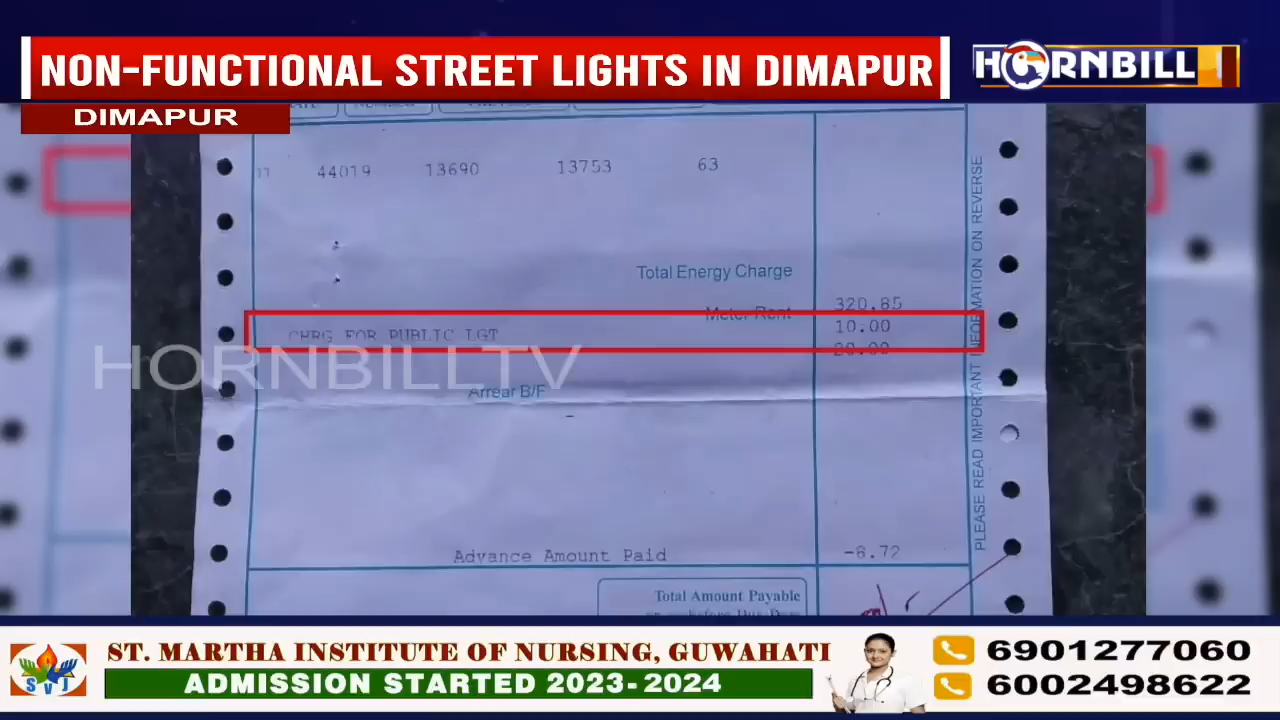 NON-FUNCTIONAL STREET LIGHTS IN DIMAPUR
HORNBILL
DIMAPUR
44019 13690 13753 63
Total Energy Charge
320.85
Meter Rent
10.00
CHRG FOR PUBLIC LGT
20.00
HORNBILLTV
Arrear B/F
Advance Amount Paid -6.72
Total Amount Payable
PLEASE READ IMPORTANT INFORMATION ON REVERSE
ST. MARTHA INSTITUTE OF NURSING, GUWAHATI
ADMISSION STARTED 2023-2024
SVJ
6901277060
6002498622